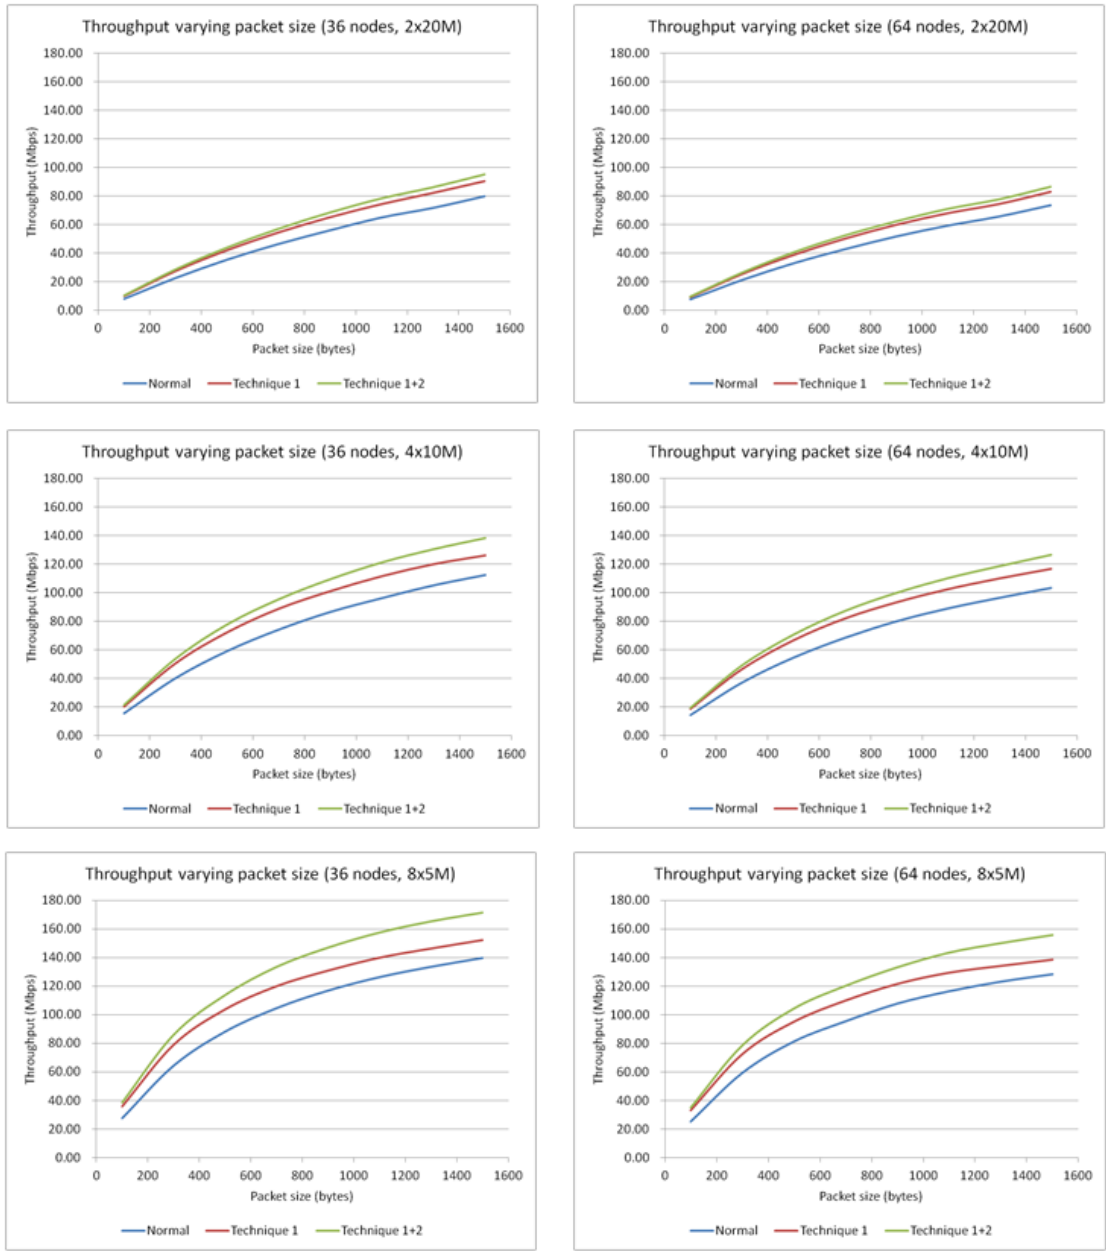 Throughput varying packet size (36 nodes, 2x20M)
180.00
160.00
140.00
120.00
100.00
80.00
60.00
40.00
20.00
0.00
Throughput (Mbps)
0 200 400 600 800 1000 1200 1400 1600
Packet size (bytes)
Normal Technique 1 Technique 1+2
Throughput varying packet size (64 nodes, 2x20M)
180.00
160.00
140.00
120.00
100.00
80.00
60.00
40.00
20.00
0.00
Throughput (Mbps)
0 200 400 600 800 1000 1200 1400 1600
Packet size (bytes)
Normal Technique 1 Technique 1+2
Throughput varying packet size (36 nodes, 4x10M)
180.00
160.00
140.00
120.00
100.00
80.00
60.00
40.00
20.00
0.00
Throughput (Mbps)
0 200 400 600 800 1000 1200 1400 1600
Packet size (bytes)
Normal Technique 1 Technique 1+2
Throughput varying packet size (64 nodes, 4x10M)
180.00
160.00
140.00
120.00
100.00
80.00
60.00
40.00
20.00
0.00
Throughput (Mbps)
0 200 400 600 800 1000 1200 1400 1600
Packet size (bytes)
Normal Technique 1 Technique 1+2
Throughput varying packet size (36 nodes, 8x5M)
180.00
160.00
140.00
120.00
100.00
80.00
60.00
40.00
20.00
0.00
Throughput (Mbps)
0 200 400 600 800 1000 1200 1400 1600
Packet size (bytes)
Normal Technique 1 Technique 1+2
Throughput varying packet size (64 nodes, 8x5M)
180.00
160.00
140.00
120.00
100.00
80.00
60.00
40.00
20.00
0.00
Throughput (Mbps)
0 200 400 600 800 1000 1200 1400 1600
Packet size (bytes)
Normal Technique 1 Technique 1+2